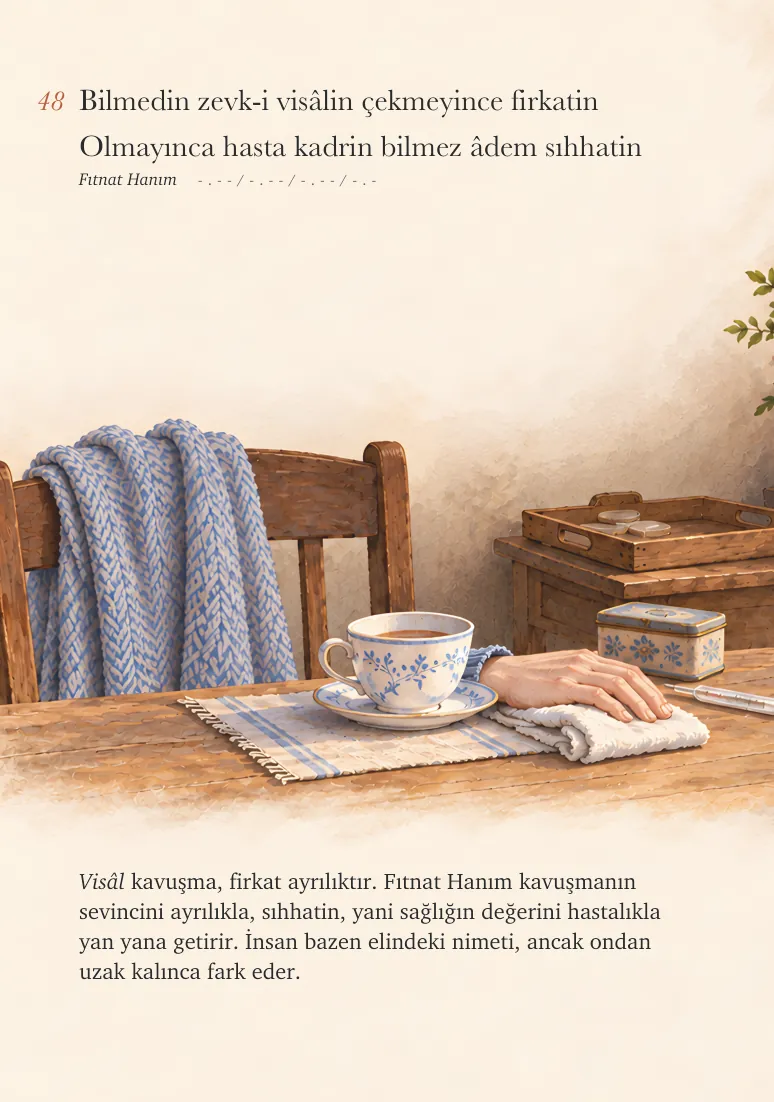 48 Bilmedin zevk-i visâlin çekmeyince firkatin
Olmayınca hasta kadrin bilmez âdem sıhhatin
Fıtnat Hanım - . - - / - . - - / - . - - / - . -
Visâl kavuşma, firkat ayrılıktır. Fıtnat Hanım kavuşmanın
sevincini ayrılıkla, sıhhatin, yani sağlığın değerini hastalıkla
yan yana getirir. İnsan bazen elindeki nimeti, ancak ondan
uzak kalınca fark eder.